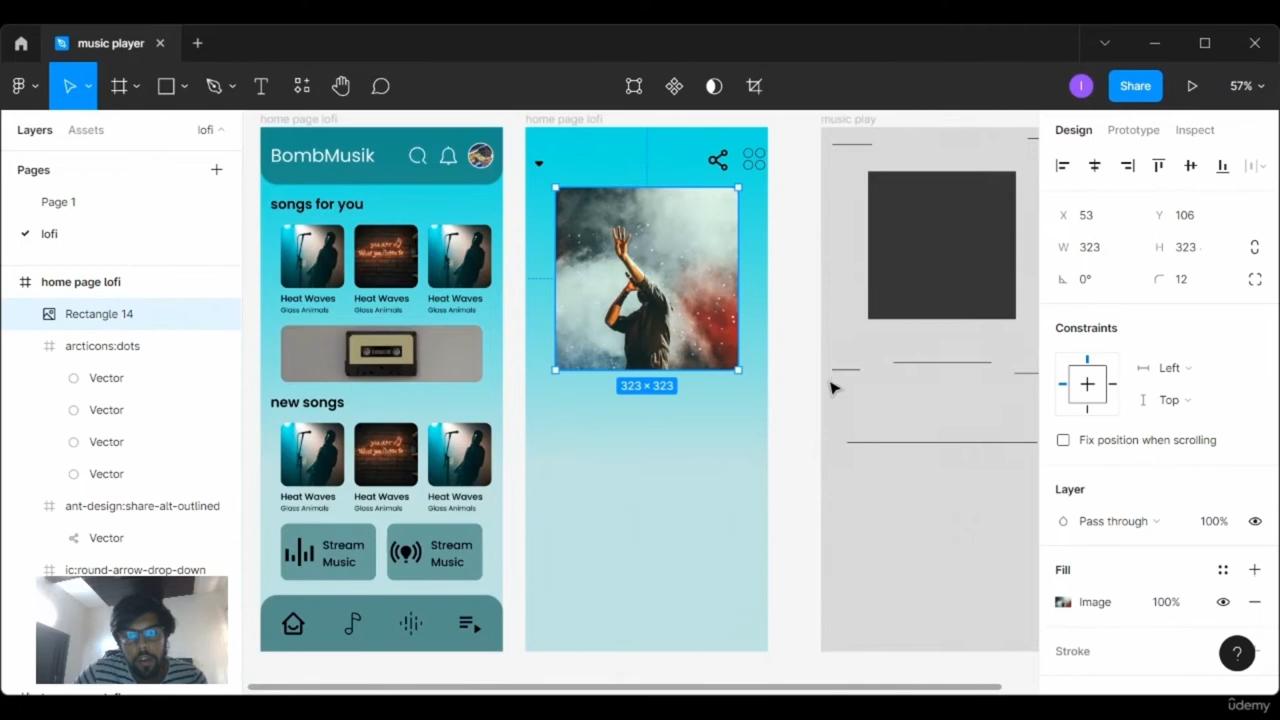 music player
Share
57%
Layers
Assets
lofi
home page lofi
home page lofi
music play
Design
Prototype
Inspect
Pages
Page 1
lofi
home page lofi
Rectangle 14
arcticons:dots
Vector
Vector
Vector
Vector
ant-design:share-alt-outlined
Vector
ic:round-arrow-drop-down
BombMusik
songs for you
Heat Waves
Glass Animals
Heat Waves
Glass Animals
Heat Waves
Glass Animals
new songs
Heat Waves
Glass Animals
Heat Waves
Glass Animals
Heat Waves
Glass Animals
Stream
Music
Stream
Music
323 × 323
X 53
Y 106
W 323
H 323
0°
12
Constraints
Left
Top
Fix position when scrolling
Layer
Pass through
100%
Fill
Image
100%
Stroke
?
I
ûdemy